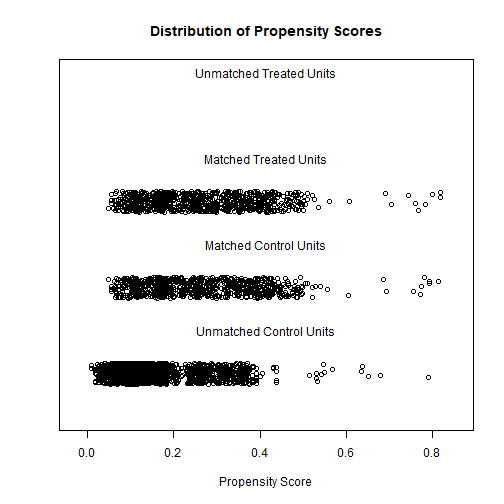 Distribution of Propensity Scores
Unmatched Treated Units
Matched Treated Units
Matched Control Units
Unmatched Control Units
0.0 0.2 0.4 0.6 0.8
Propensity Score